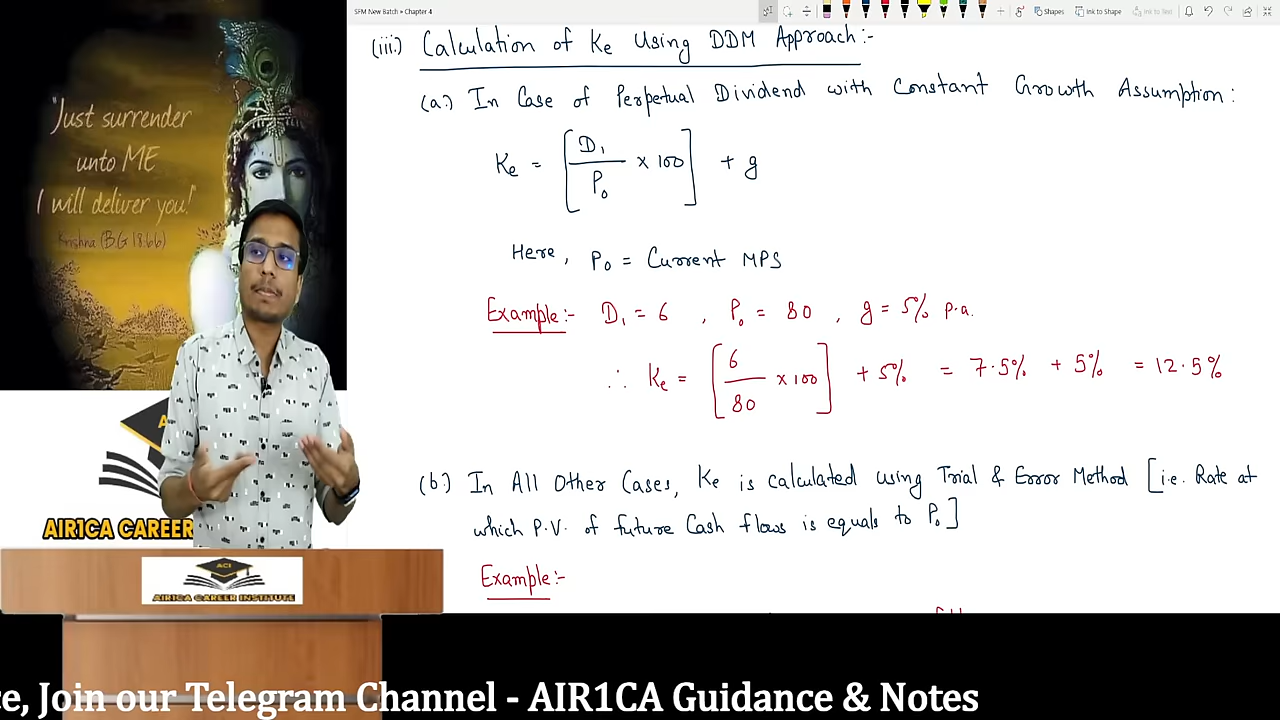 SFM New Batch » Chapter 4
Shapes
Ink to Shape
Ink to Text
"Just surrender
unto ME
I will deliver you!"
Krishna (BG 18:66)
(iii.) Calculation of Ke Using DDM Approach:-
(a.) In Case of Perpetual Dividend with Constant Growth Assumption:
Ke = [D1/P0 × 100] + g
Here, P0 = Current MPS
Example:- D1 = 6 , P0 = 80 , g = 5% p.a.
∴ Ke = [6/80 × 100] + 5% = 7.5% + 5% = 12.5%
(b.) In All Other Cases, Ke is calculated using Trial & Error Method [i.e. Rate at
which P.V. of future Cash flows is equals to P0]
Example:-
AIR1CA CAREER
ACI
AIR1CA CAREER INSTITUTE
e, Join our Telegram Channel - AIR1CA Guidance & Notes